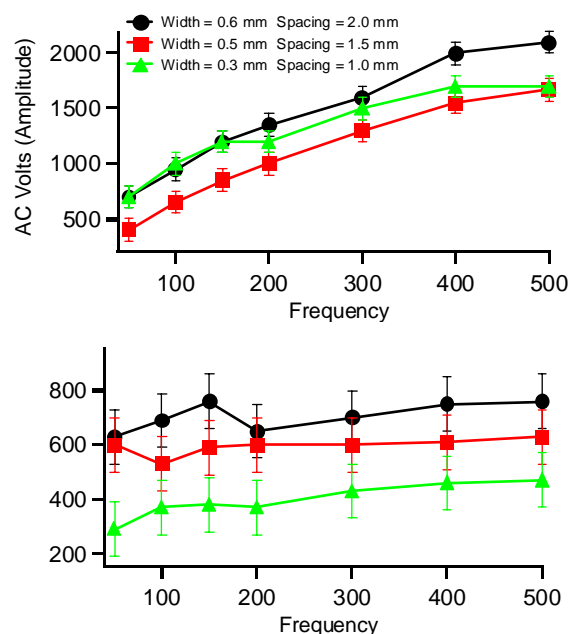 Width = 0.6 mm Spacing = 2.0 mm
Width = 0.5 mm Spacing = 1.5 mm
Width = 0.3 mm Spacing = 1.0 mm
AC Volts (Amplitude)
2000
1500
1000
500
100 200 300 400 500
Frequency
800
600
400
200
100 200 300 400 500
Frequency